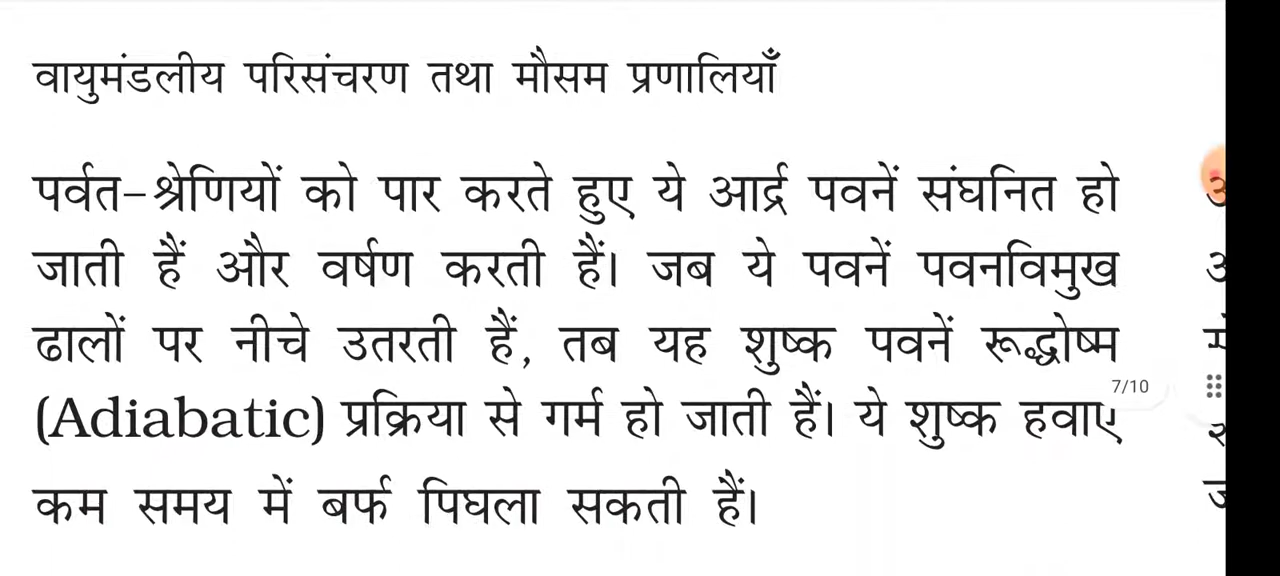 वायुमंडलीय परिसंचरण तथा मौसम प्रणालियाँ
पर्वत-श्रेणियों को पार करते हुए ये आर्द्र पवनें संघनित हो
जाती हैं और वर्षण करती हैं। जब ये पवनें पवनविमुख
ढालों पर नीचे उतरती हैं, तब यह शुष्क पवनें रूद्धोष्म
7/10
(Adiabatic) प्रक्रिया से गर्म हो जाती हैं। ये शुष्क हवाए
कम समय में बर्फ पिघला सकती हैं।